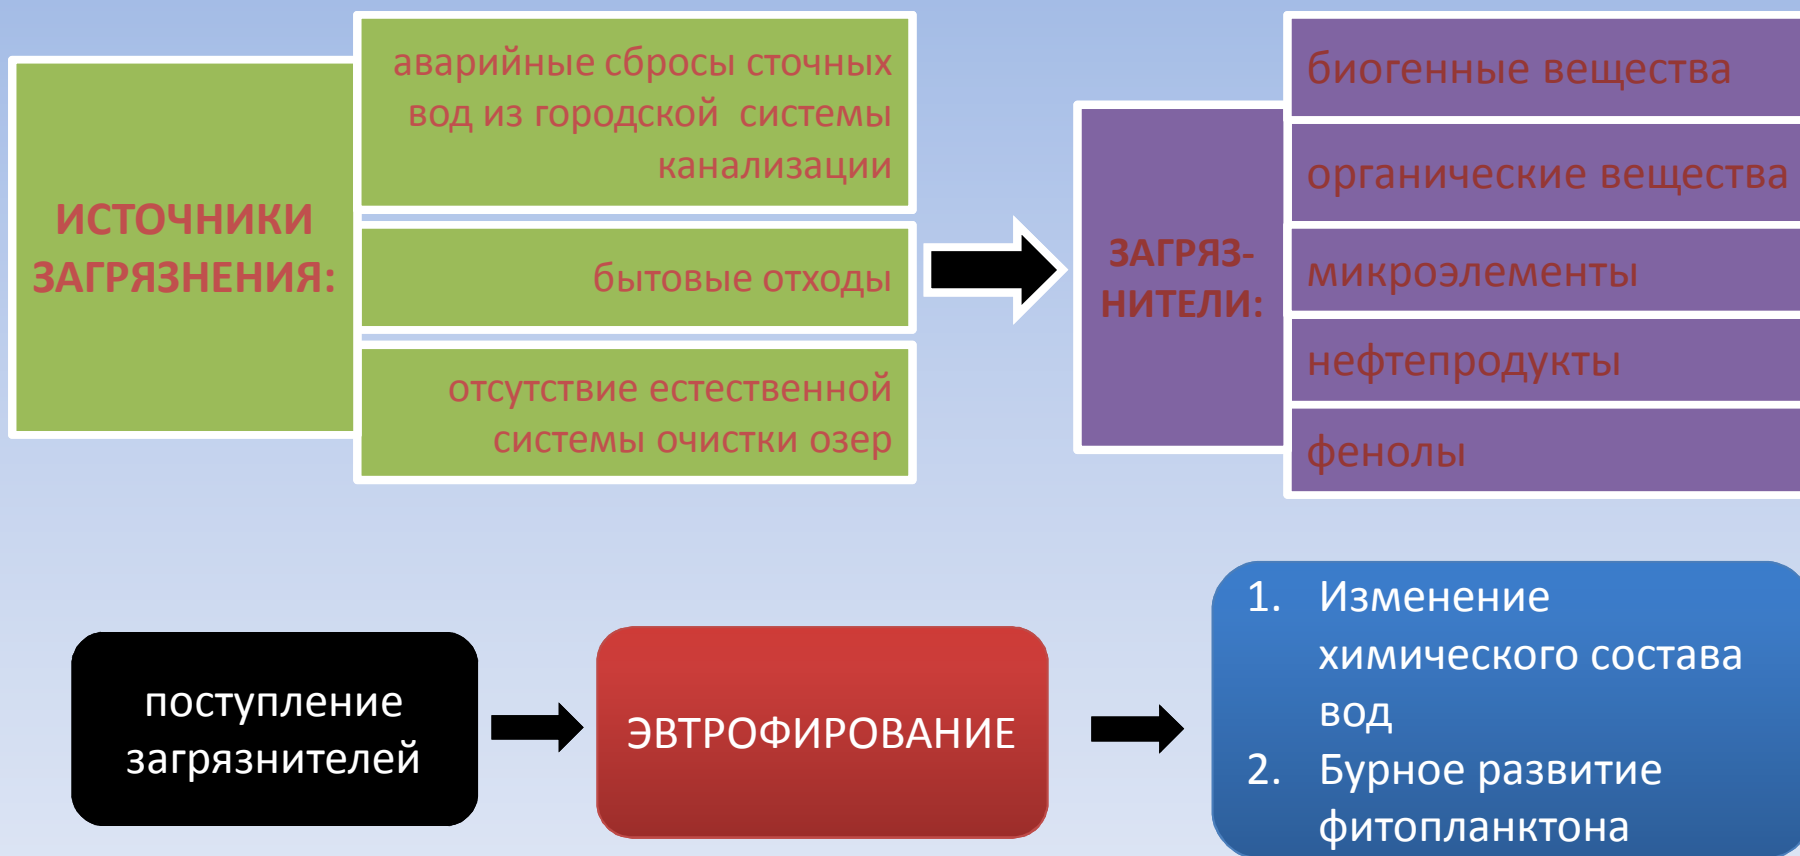 ИСТОЧНИКИ
ЗАГРЯЗНЕНИЯ:
аварийные сбросы сточных
вод из городской системы
канализации
бытовые отходы
отсутствие естественной
системы очистки озер
ЗАГРЯЗ-
НИТЕЛИ:
биогенные вещества
органические вещества
микроэлементы
нефтепродукты
фенолы
поступление
загрязнителей
ЭВТРОФИРОВАНИЕ
1. Изменение
химического состава
вод
2. Бурное развитие
фитопланктона